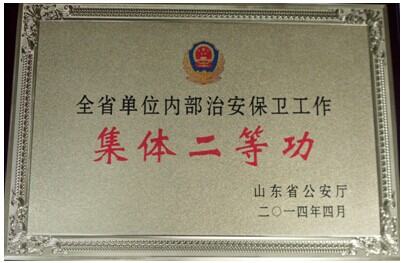 全省单位内部治安保卫工作
集体二等功
山东省公安厅
二〇一四年四月